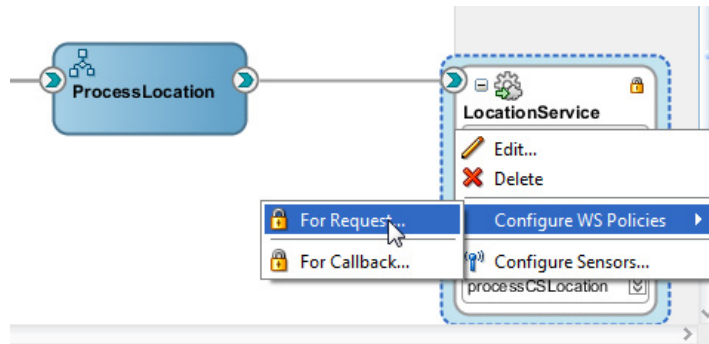 ProcessLocation
LocationService
Edit...
Delete
Configure WS Policies
For Request...
For Callback...
Configure Sensors...
processCSLocation